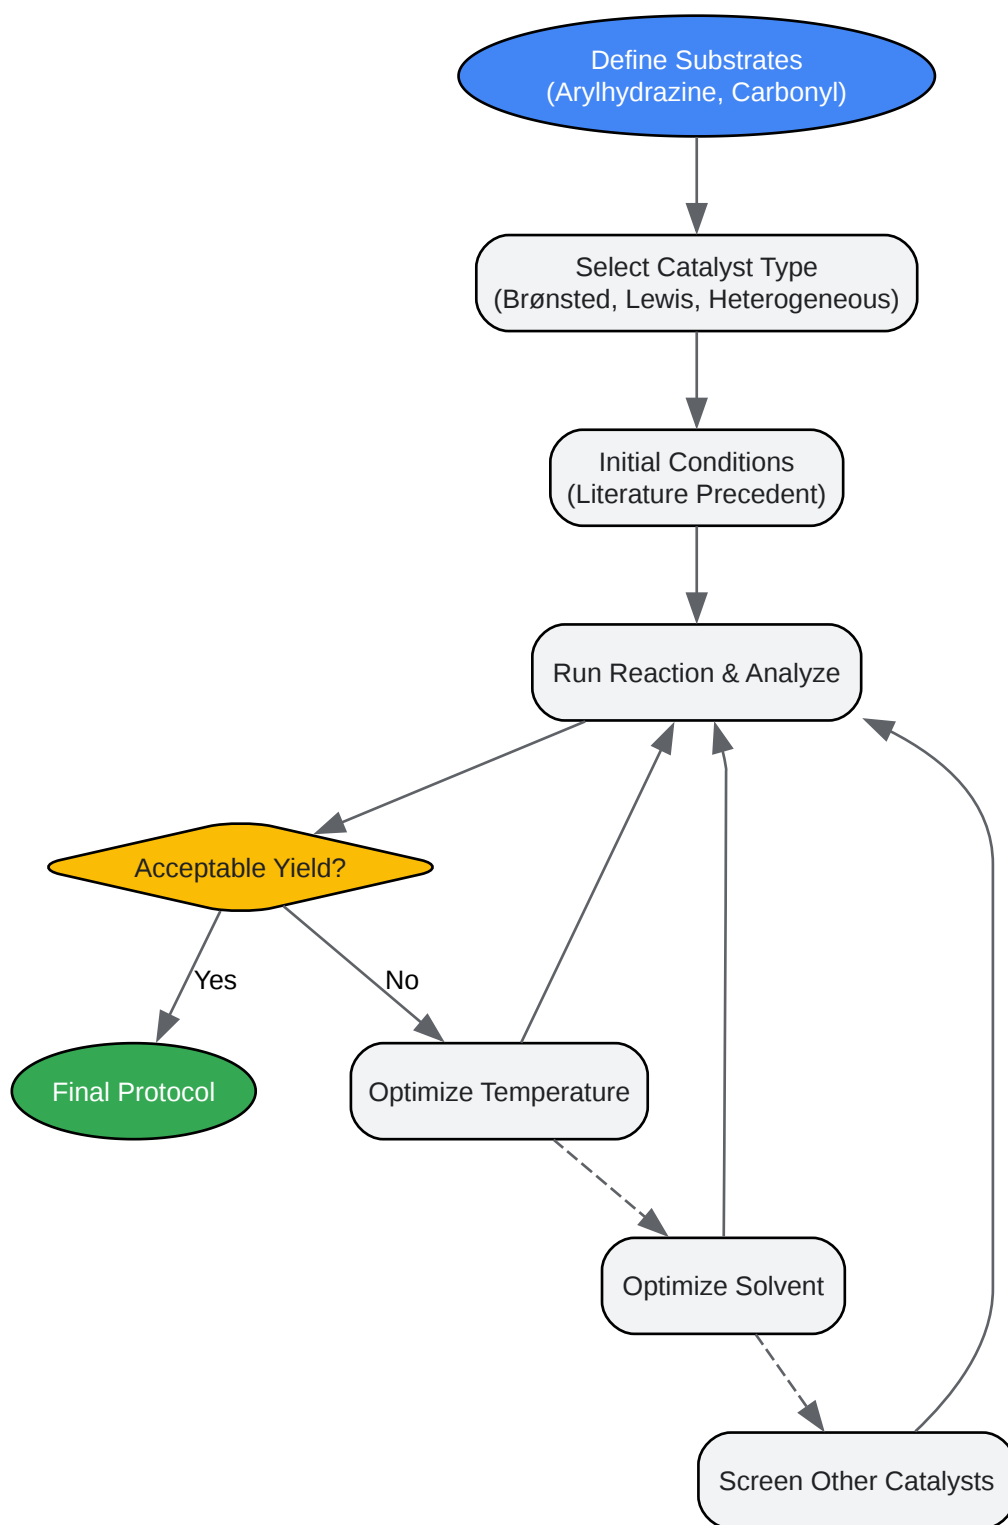 Define Substrates
(Arylhydrazine, Carbonyl)
Select Catalyst Type
(Brønsted, Lewis, Heterogeneous)
Initial Conditions
(Literature Precedent)
Run Reaction & Analyze
Acceptable Yield?
Yes
No
Final Protocol
Optimize Temperature
Optimize Solvent
Screen Other Catalysts